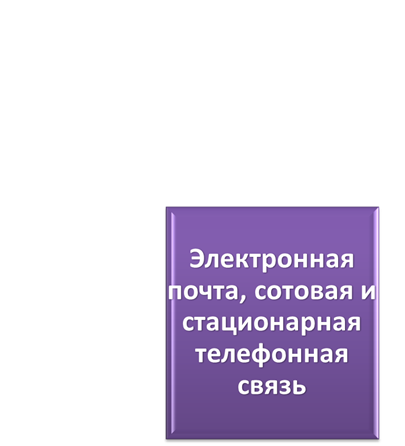 Электронная
почта, сотовая и
стационарная
телефонная
связь